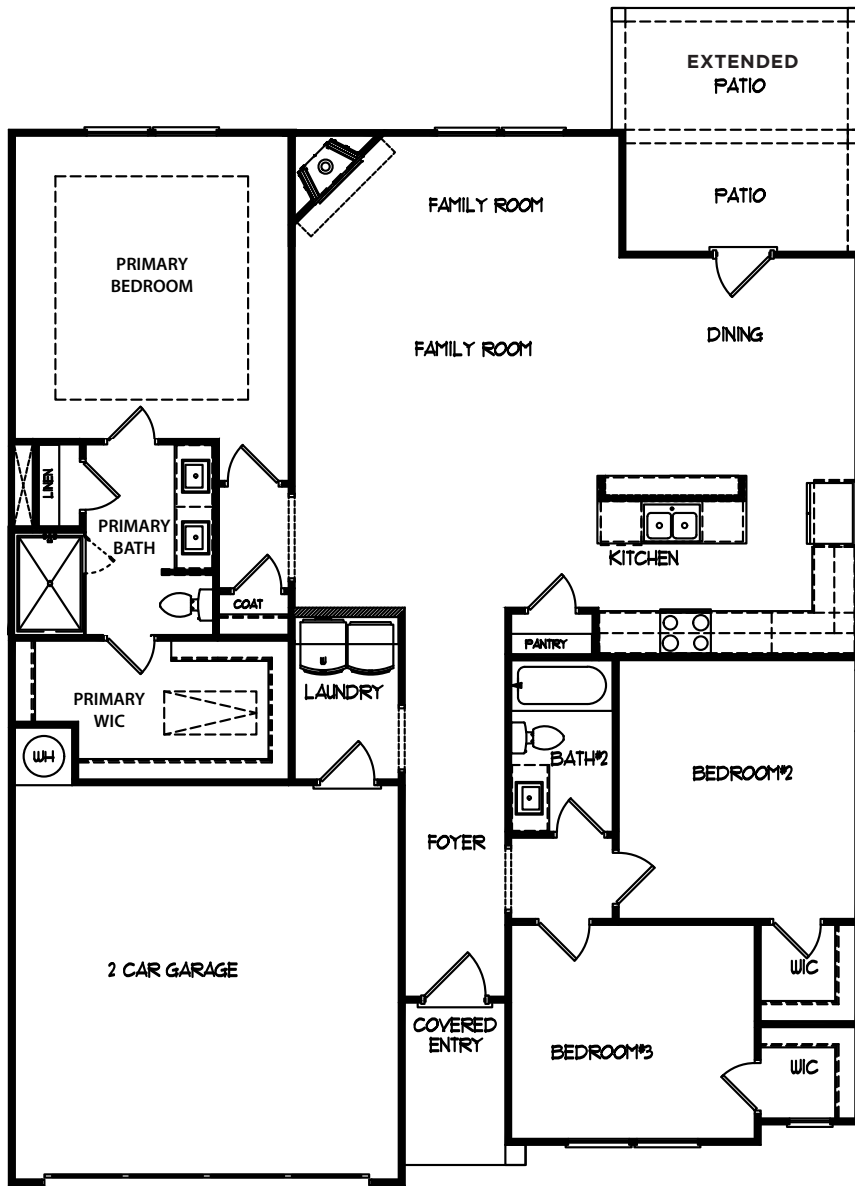 EXTENDED
PATIO
PATIO
FAMILY ROOM
PRIMARY
BEDROOM
FAMILY ROOM
DINING
LINEN
PRIMARY
BATH
KITCHEN
COAT
PANTRY
LAUNDRY
PRIMARY
WIC
WH
W
BATH#2
BEDROOM#2
FOYER
2 CAR GARAGE
WIC
COVERED
ENTRY
BEDROOM#3
WIC